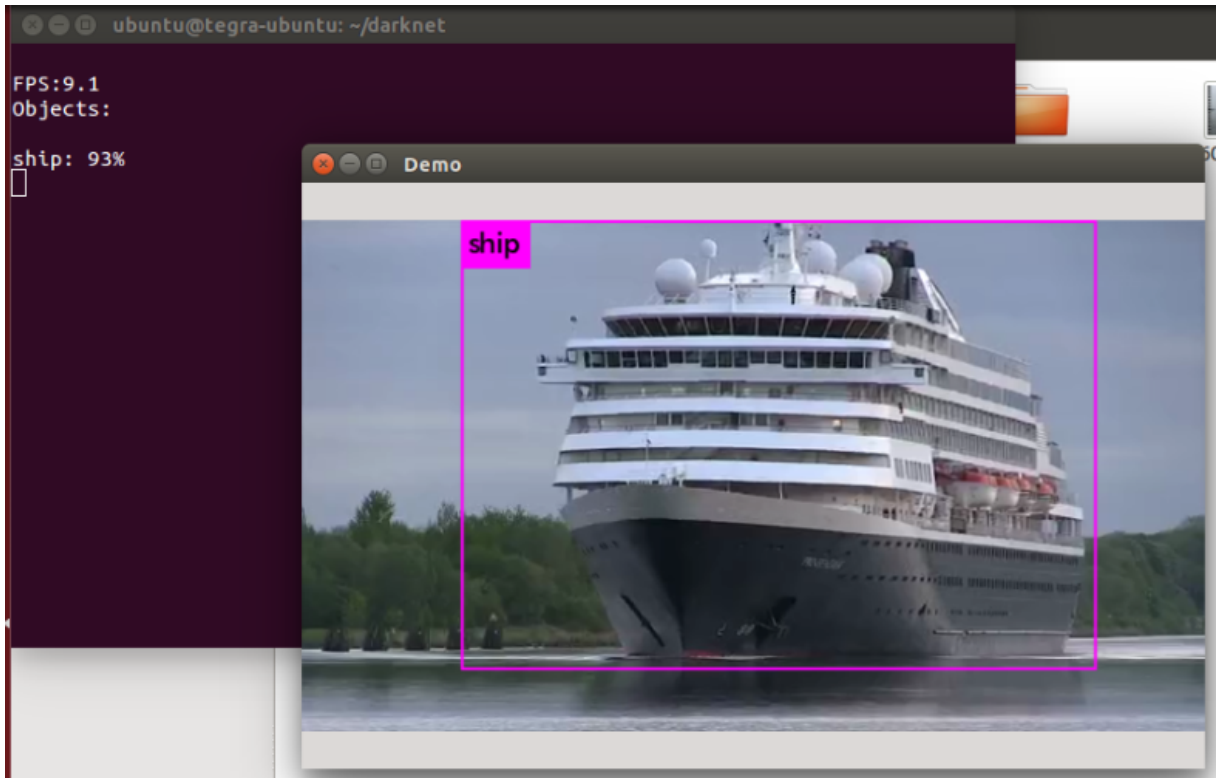 ubuntu@tegra-ubuntu: ~/darknet
FPS:9.1
Objects:
ship: 93%
Demo
ship